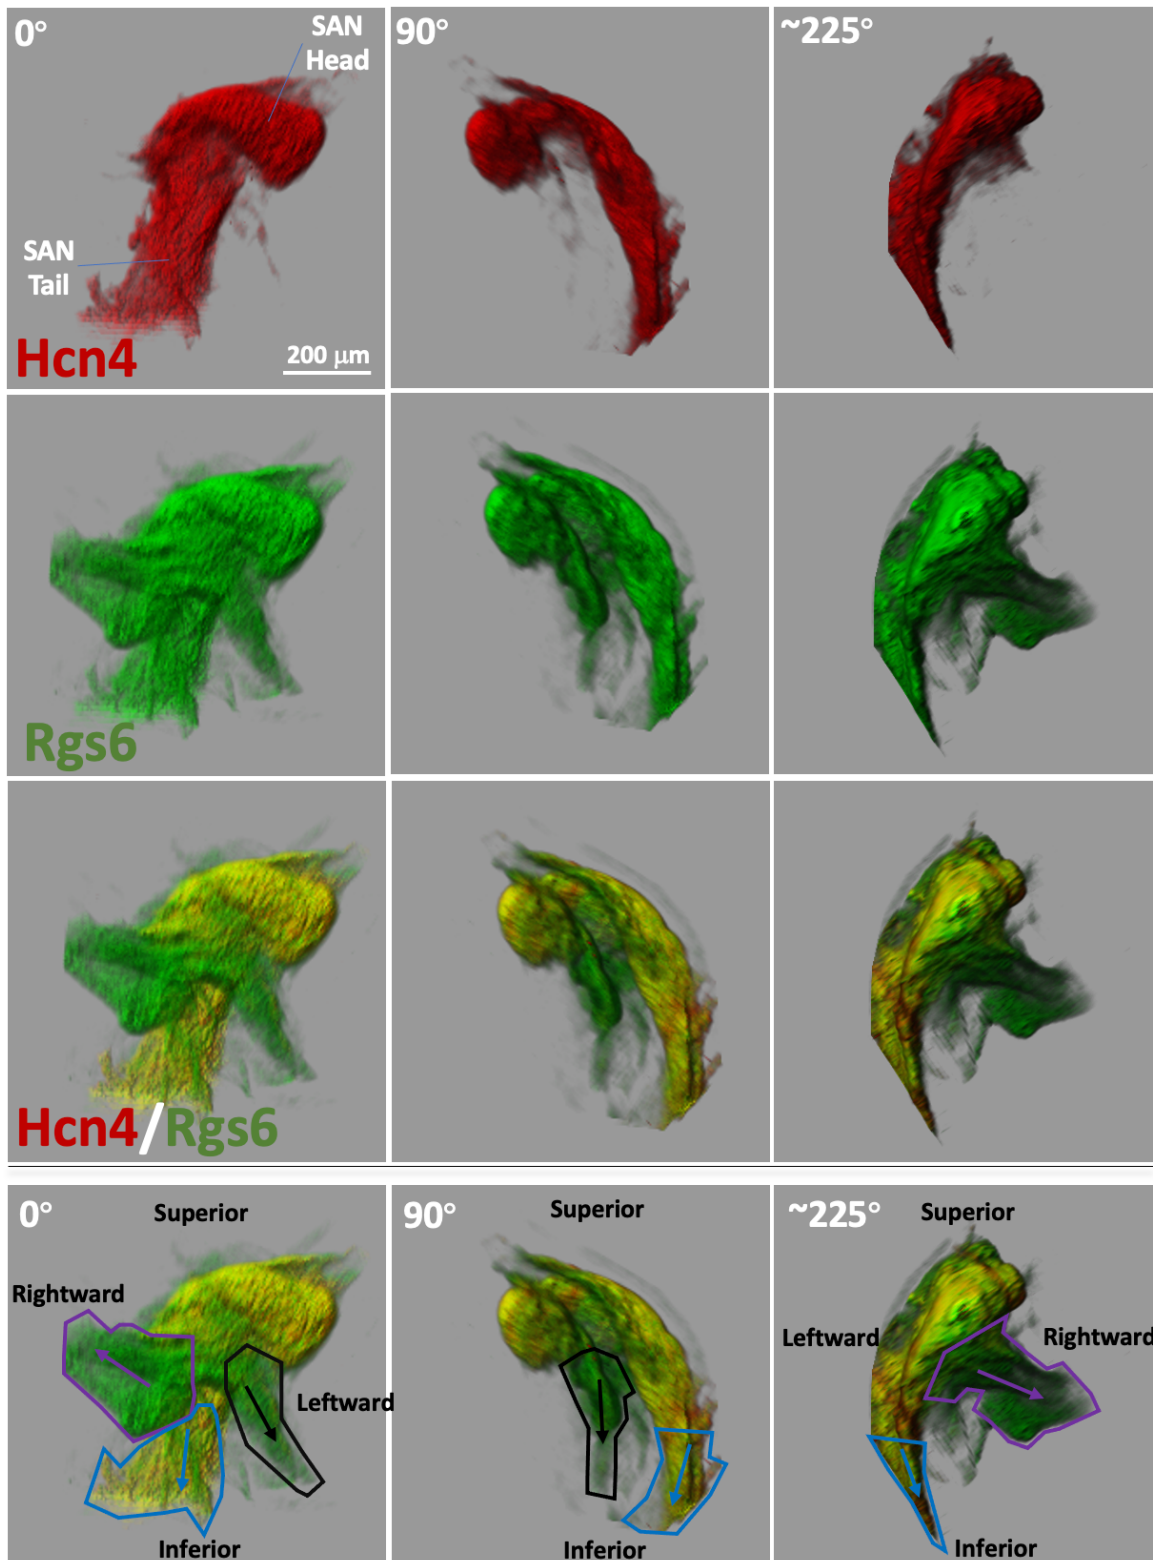 0°
SAN
Head
SAN
Tail
Hcn4
200 μm
90°
~225°
Rgs6
Hcn4/Rgs6
0°
Superior
Rightward
Leftward
Inferior
90°
Superior
Inferior
~225°
Superior
Leftward
Rightward
Inferior